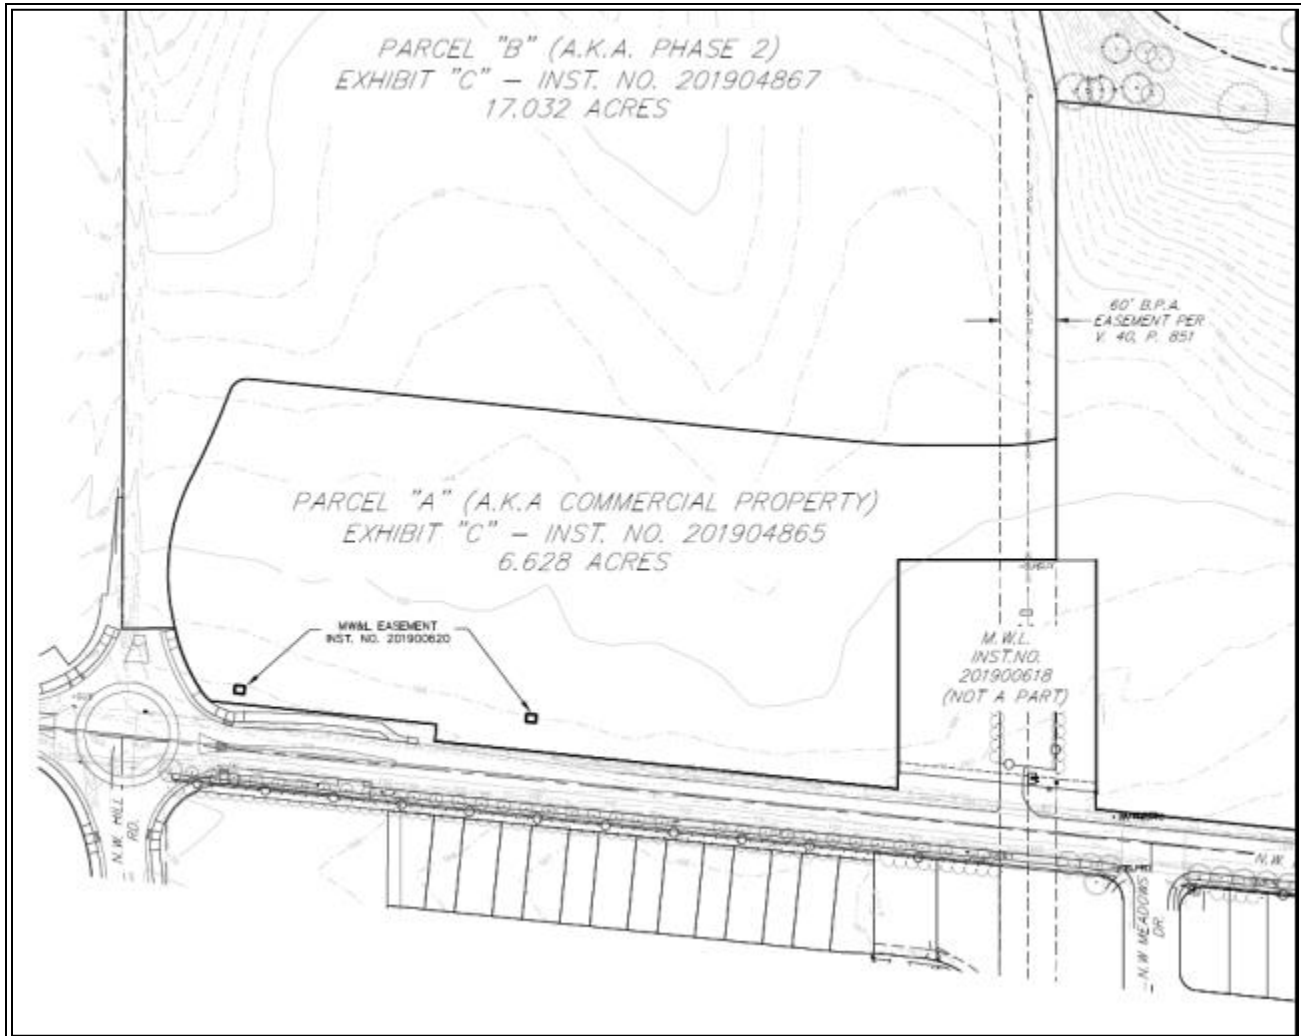 PARCEL "B" (A.K.A. PHASE 2)
EXHIBIT "C" – INST. NO. 201904867
17.032 ACRES
60' B.P.A.
EASEMENT PER
V. 40, P. 851
PARCEL "A" (A.K.A COMMERCIAL PROPERTY)
EXHIBIT "C" – INST. NO. 201904865
6.628 ACRES
MW&L EASEMENT
INST. NO. 201900620
M.W.L.
INST.NO.
201900618
(NOT A PART)
N.W. HILL
RD.
N.W.
N.W MEADOWS
DR.